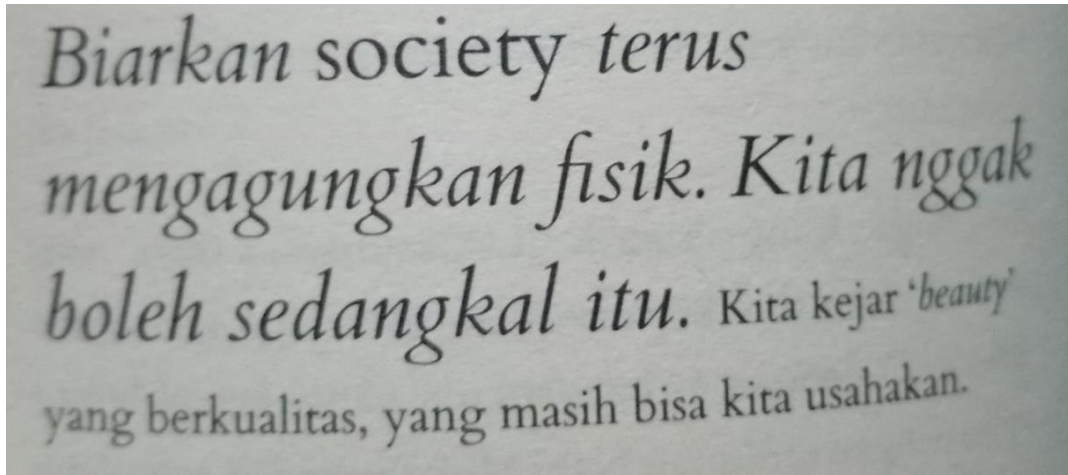 Biarkan society terus
mengagungkan fisik. Kita nggak
boleh sedangkal itu. Kita kejar ‘beauty’
yang berkualitas, yang masih bisa kita usahakan.